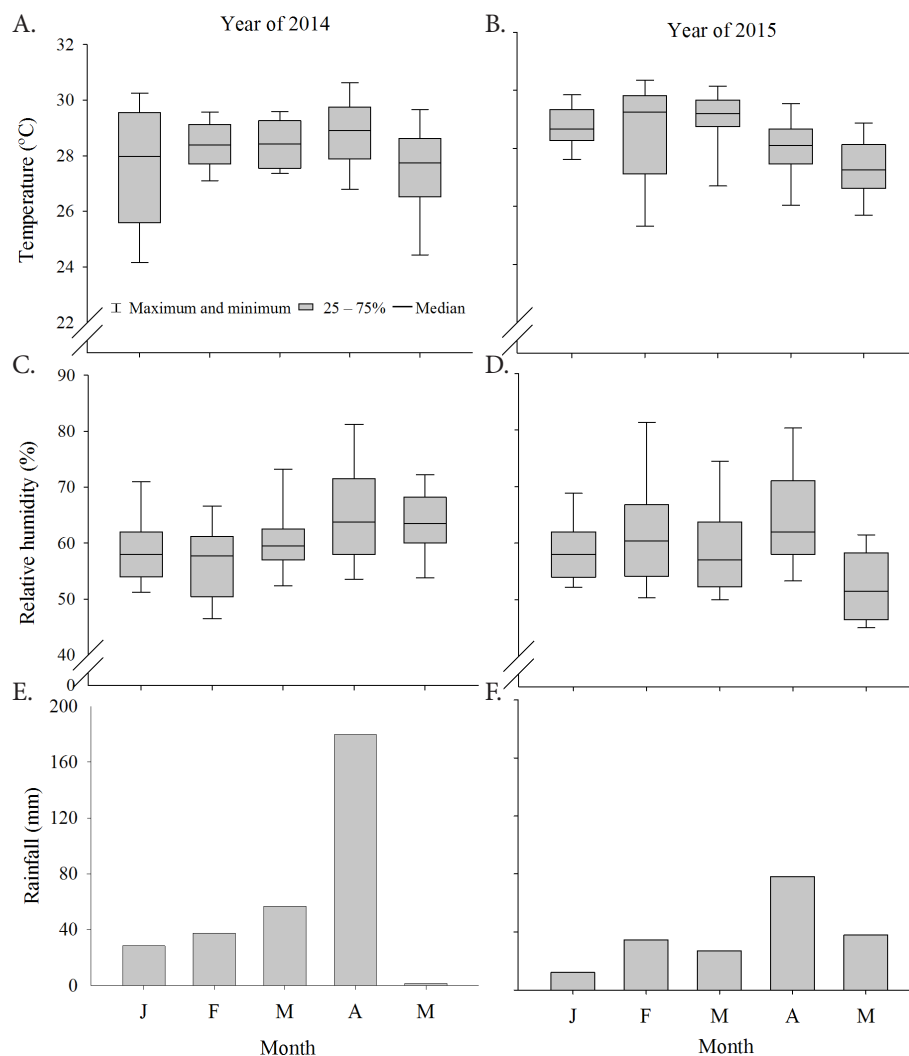 A.
Year of 2014
B.
Year of 2015
32
30
28
26
24
22
Temperature (°C)
Maximum and minimum 25 – 75% Median
C.
D.
90
80
70
60
50
40
0
Relative humidity (%)
E.
F.
200
160
120
80
40
0
Rainfall (mm)
J F M A M
J F M A M
Month
Month